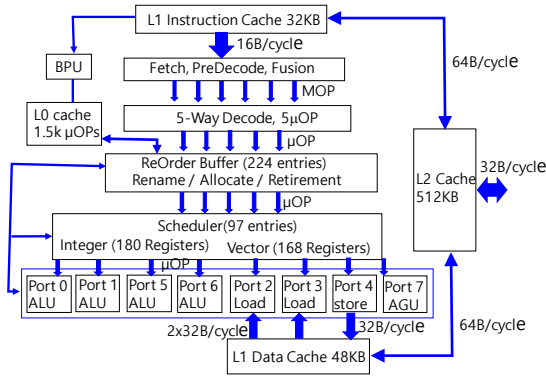 L1 Instruction Cache 32KB
16B/cycle
64B/cycle
BPU
Fetch, PreDecode, Fusion
MOP
L0 cache
1.5k µOPs
5-Way Decode, 5µOP
µOP
ReOrder Buffer (224 entries)
Rename / Allocate / Retirement
µOP
L2 Cache
512KB
32B/cycle
Scheduler(97 entries)
Integer (180 Registers)
Vector (168 Registers)
µOP
Port 0
ALU
Port 1
ALU
Port 5
ALU
Port 6
ALU
Port 2
Load
Port 3
Load
Port 4
store
Port 7
AGU
2x32B/cycle
32B/cycle
64B/cycle
L1 Data Cache 48KB